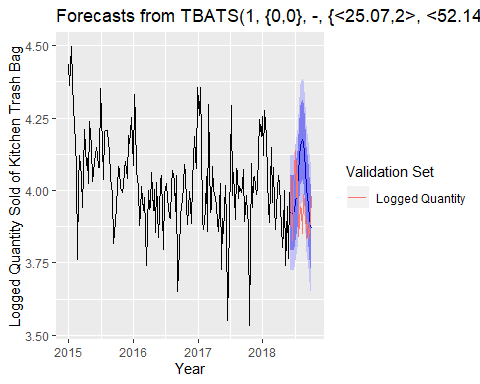 Forecasts from TBATS(1, {0,0}, -, {<25.07,2>, <52.14
Logged Quantity Sold of Kitchen Trash Bag
4.50
4.25
4.00
3.75
3.50
2015
2016
2017
2018
Year
Validation Set
Logged Quantity